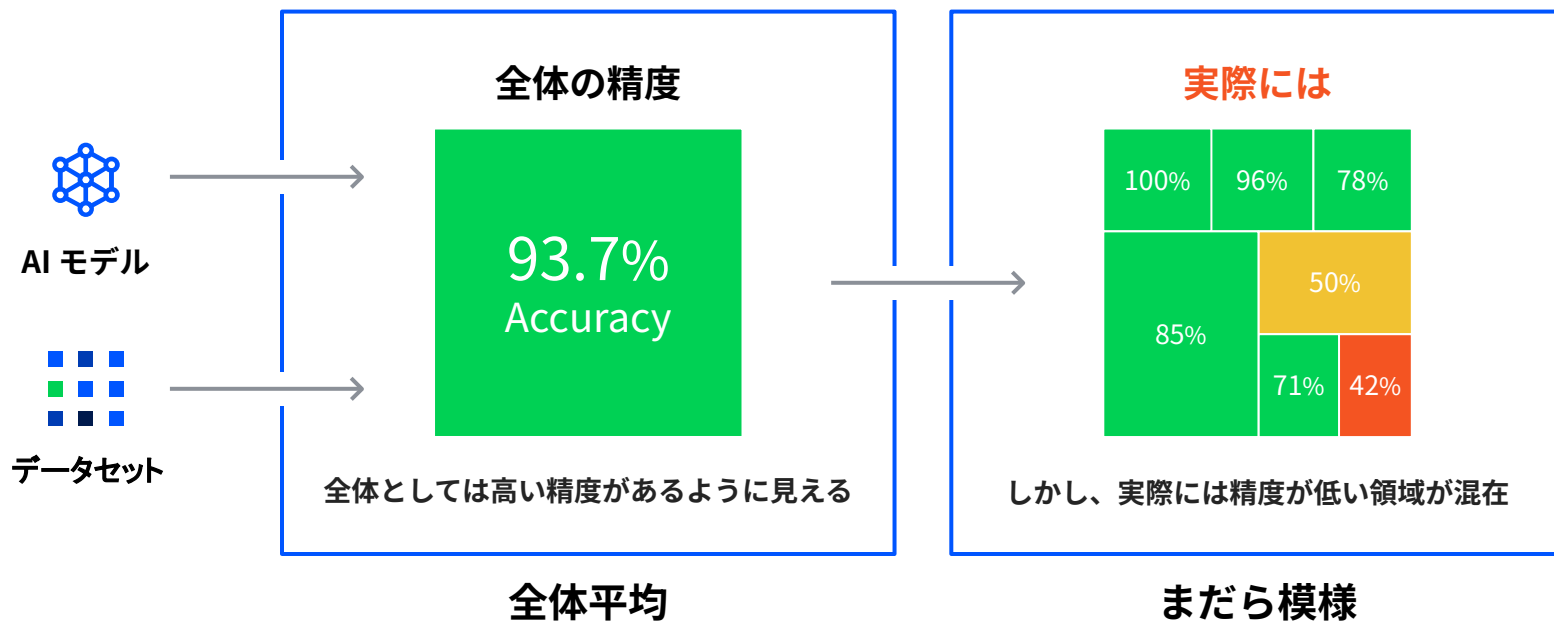 AI モデル
データセット
全体の精度
93.7%
Accuracy
全体としては高い精度があるように見える
全体平均
実際には
100% 96% 78%
50%
85%
71% 42%
しかし、実際には精度が低い領域が混在
まだら模様